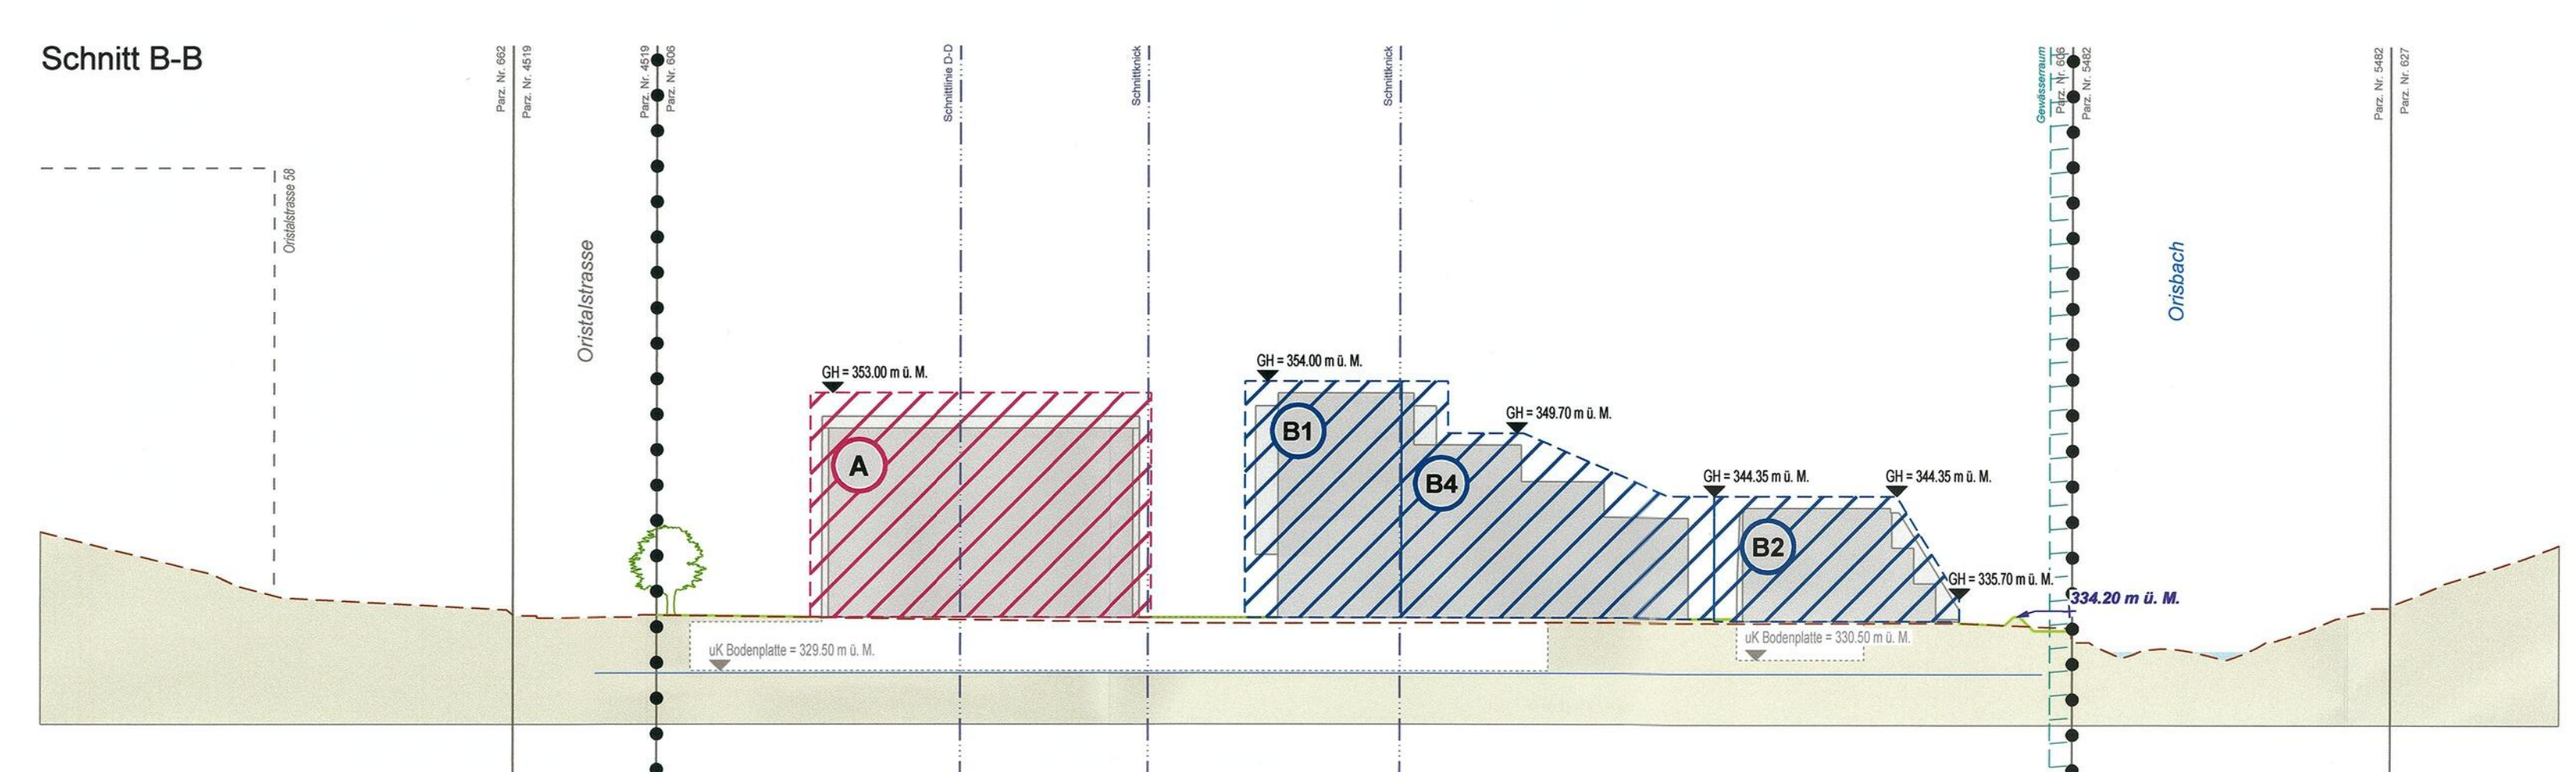 Schnitt B-B
Parz. Nr. 662
Parz. Nr. 4519
Parz. Nr. 4519
Parz. Nr. 606
Schnittlinie D-D
Schnittknick
Schnittknick
Gewässerraum
Parz. Nr. 606
Parz. Nr. 5482
Parz. Nr. 5482
Parz. Nr. 627
Oristalstrasse 58
Oristalstrasse
Orisbach
GH = 353.00 m ü. M.
GH = 354.00 m ü. M.
GH = 349.70 m ü. M.
GH = 344.35 m ü. M.
GH = 344.35 m ü. M.
GH = 335.70 m ü. M.
334.20 m ü. M.
A
B1
B4
B2
uK Bodenplatte = 329.50 m ü. M.
uK Bodenplatte = 330.50 m ü. M.